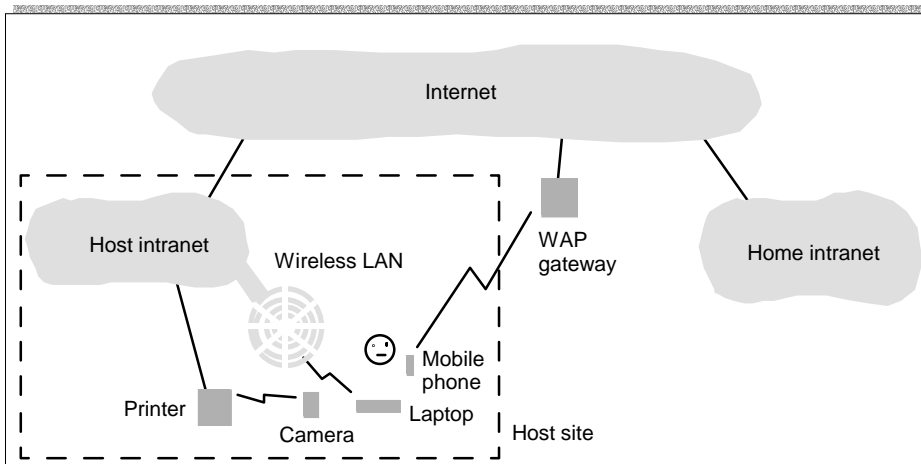 Internet
Host intranet
Wireless LAN
WAP
gateway
Home intranet
Mobile
phone
Printer
Camera
Laptop
Host site